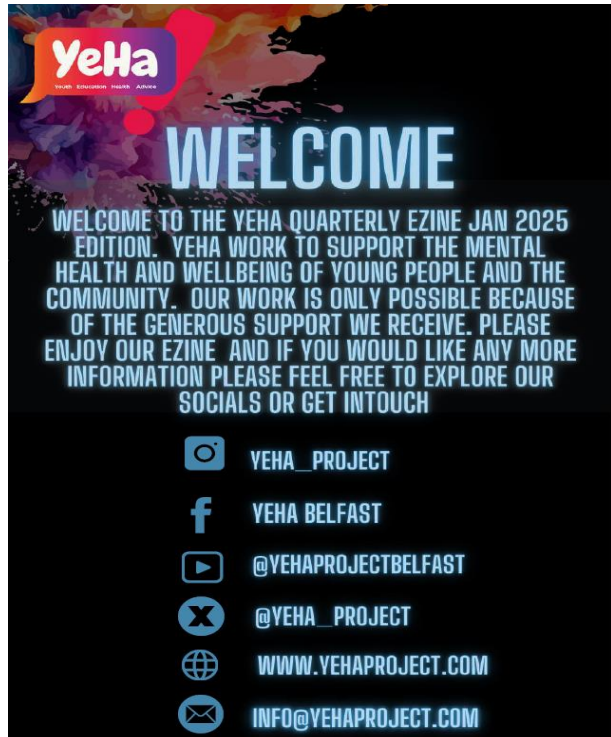 YeHa
Youth Education Health Advice
WELCOME
WELCOME TO THE YEHA QUARTERLY EZINE JAN 2025
EDITION. YEHA WORK TO SUPPORT THE MENTAL
HEALTH AND WELLBEING OF YOUNG PEOPLE AND THE
COMMUNITY. OUR WORK IS ONLY POSSIBLE BECAUSE
OF THE GENEROUS SUPPORT WE RECEIVE. PLEASE
ENJOY OUR EZINE AND IF YOU WOULD LIKE ANY MORE
INFORMATION PLEASE FEEL FREE TO EXPLORE OUR
SOCIALS OR GET INTOUCH
YEHA_PROJECT
YEHA BELFAST
@YEHAPROJECTBELFAST
@YEHA_PROJECT
WWW.YEHAPROJECT.COM
INFO@YEHAPROJECT.COM